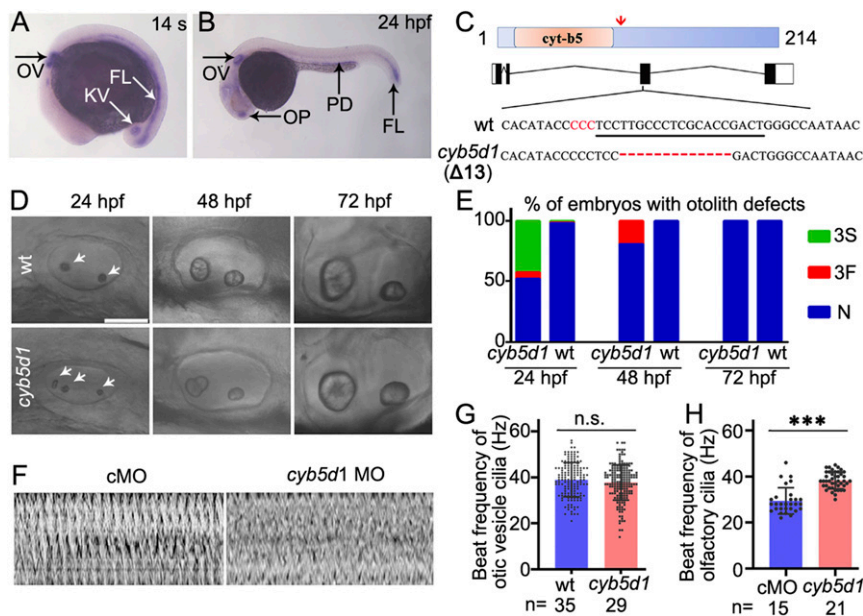 A
14 s
OV
FL
KV
B
24 hpf
OV
OP
PD
FL
C
1
cyt-b5
214
wt
CACATACCCCCTCCTTGCCCTCGCACCGACTGGGCCAATAAC
cyb5d1
(Δ13)
CACATACCCCCTCC
GACTGGGCCAATAAC
D
24 hpf
48 hpf
72 hpf
wt
cyb5d1
E
% of embryos with otolith defects
100
50
0
3S
3F
N
cyb5d1 wt
24 hpf
cyb5d1 wt
48 hpf
cyb5d1 wt
72 hpf
F
cMO
cyb5d1 MO
G
n.s.
Beat frequency of
otic vesicle cilia (Hz)
60
40
20
0
wt
cyb5d1
n= 35
29
H
***
Beat frequency of
olfactory cilia (Hz)
60
40
20
0
cMO
cyb5d1
n= 15
21